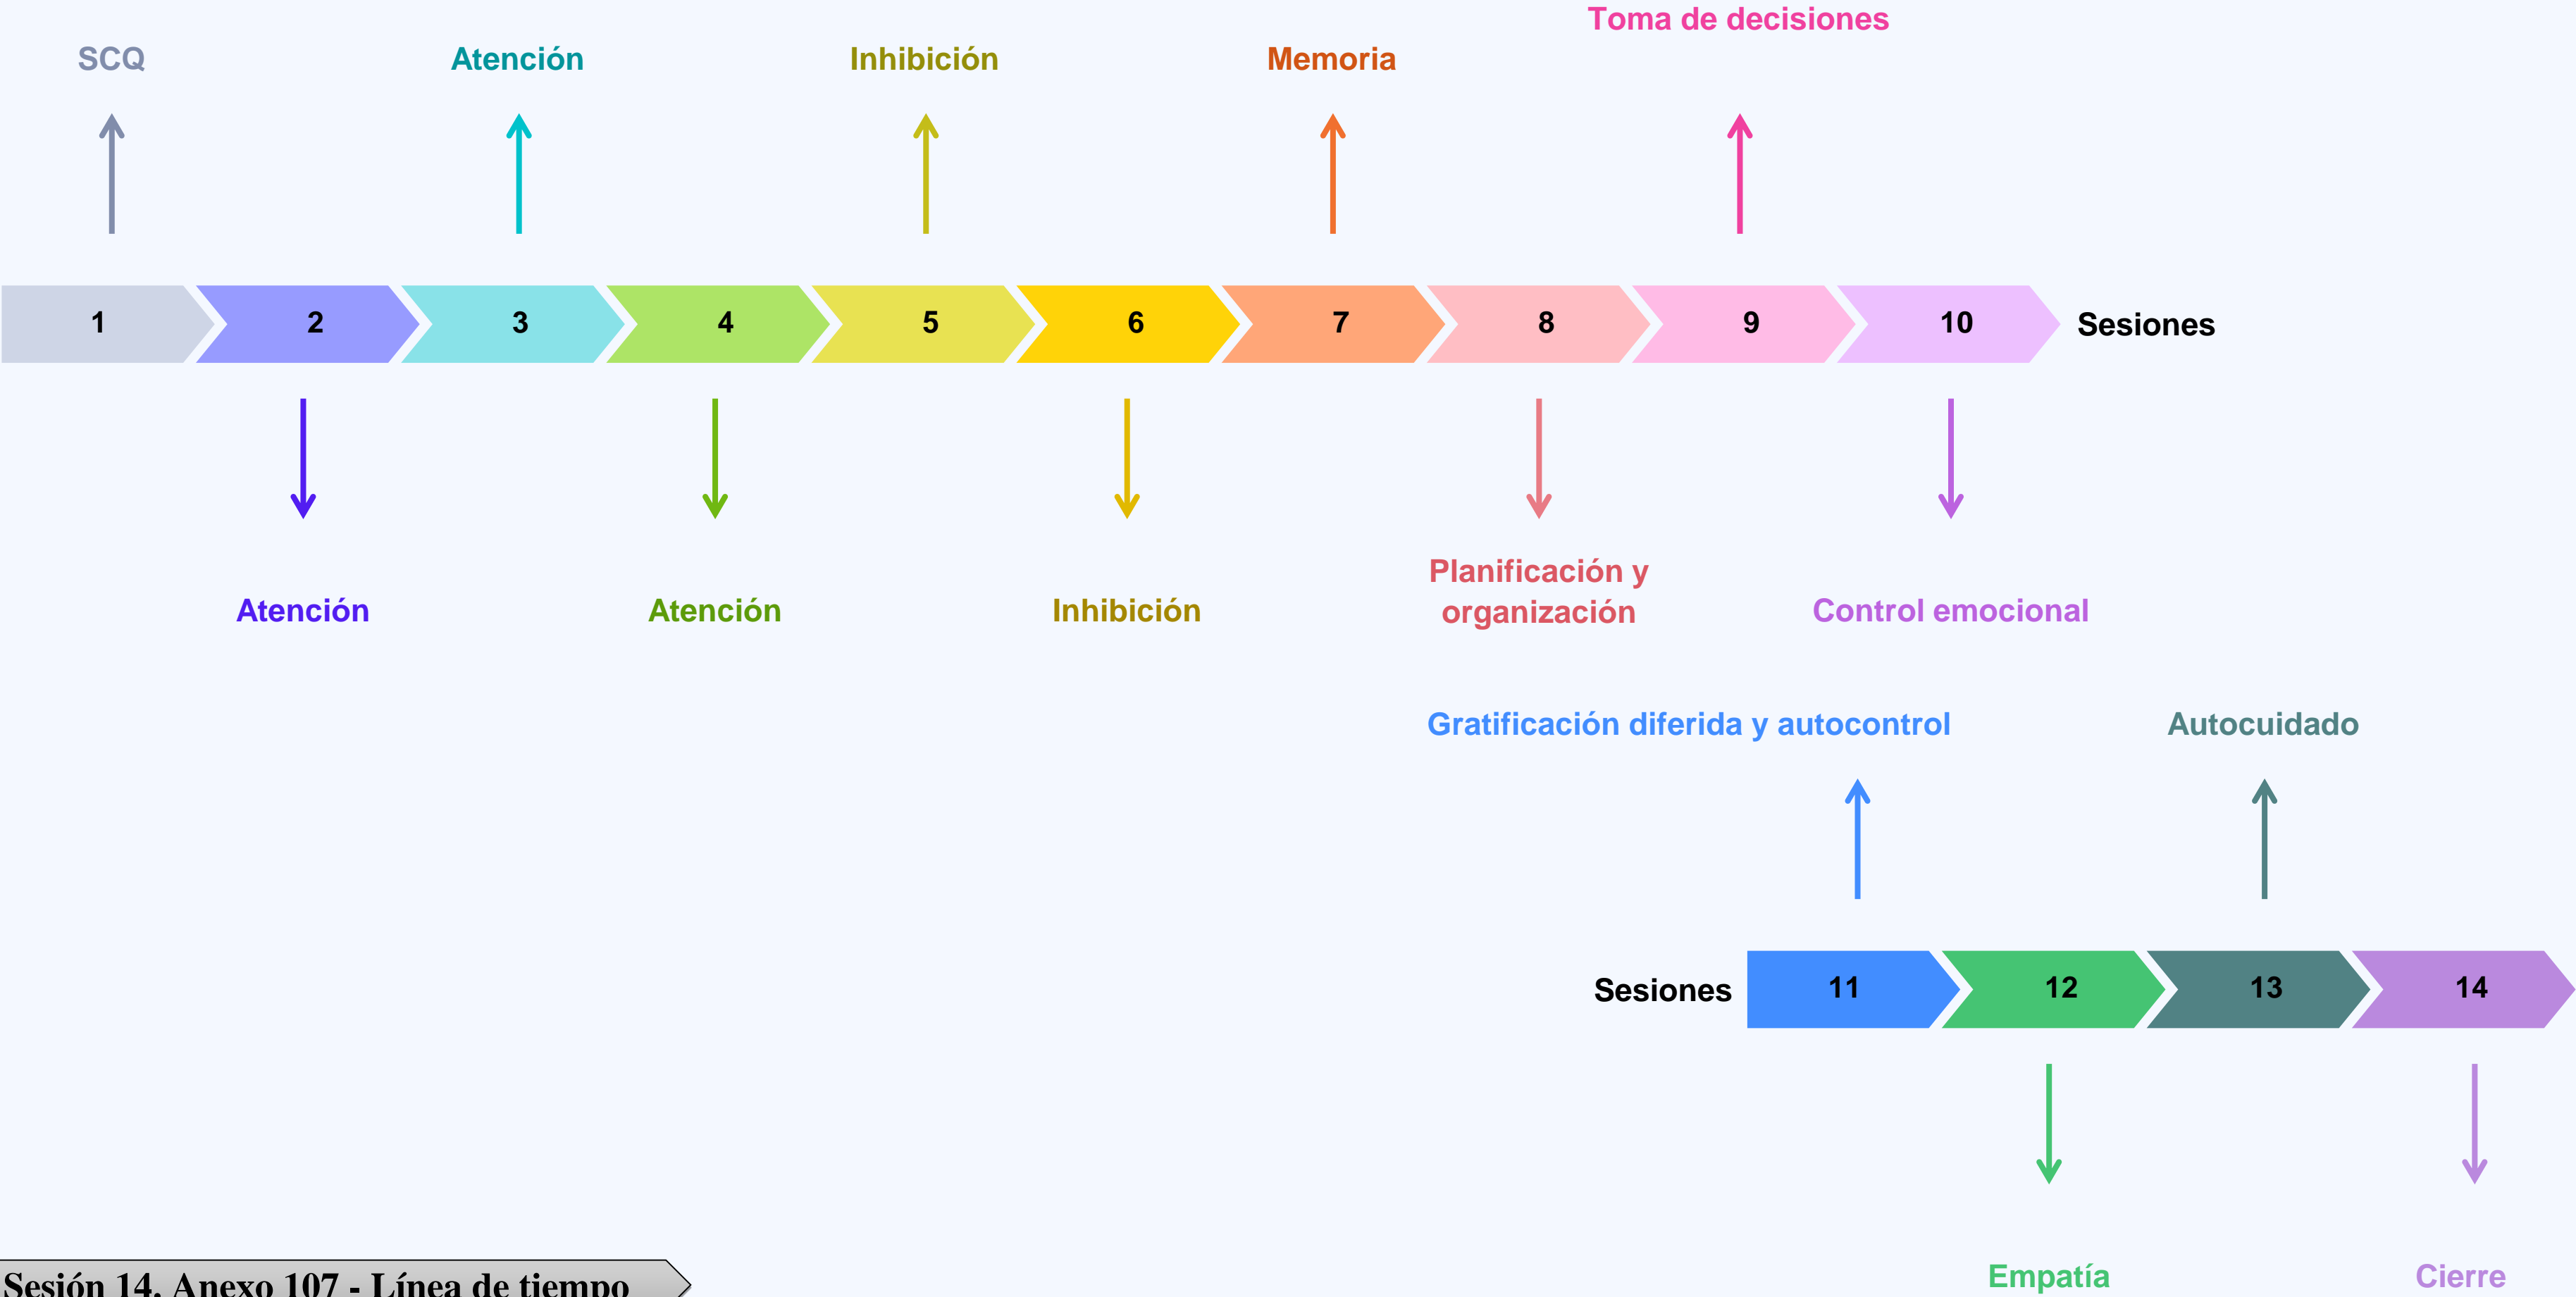 Toma de decisiones
SCQ
Atención
Inhibición
Memoria
1
2
3
4
5
6
7
8
9
10
Sesiones
Atención
Atención
Inhibición
Planificación y
organización
Control emocional
Gratificación diferida y autocontrol
Autocuidado
Sesiones
11
12
13
14
Empatía
Cierre
Sesión 14. Anexo 107 - Línea de tiempo